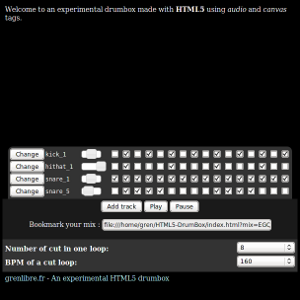 Welcome to an experimental drumbox made with HTML5 using audio and canvas
tags.
Change kick_1
Change hithat_1
Change snare_1
Change snare_5
Add track Play Pause
Bookmark your mix : file:///home/gren/HTML5-DrumBox/index.html?mix=EGC
Number of cut in one loop: 8
BPM of a cut loop: 160
grenlibre.fr - An experimental HTML5 drumbox